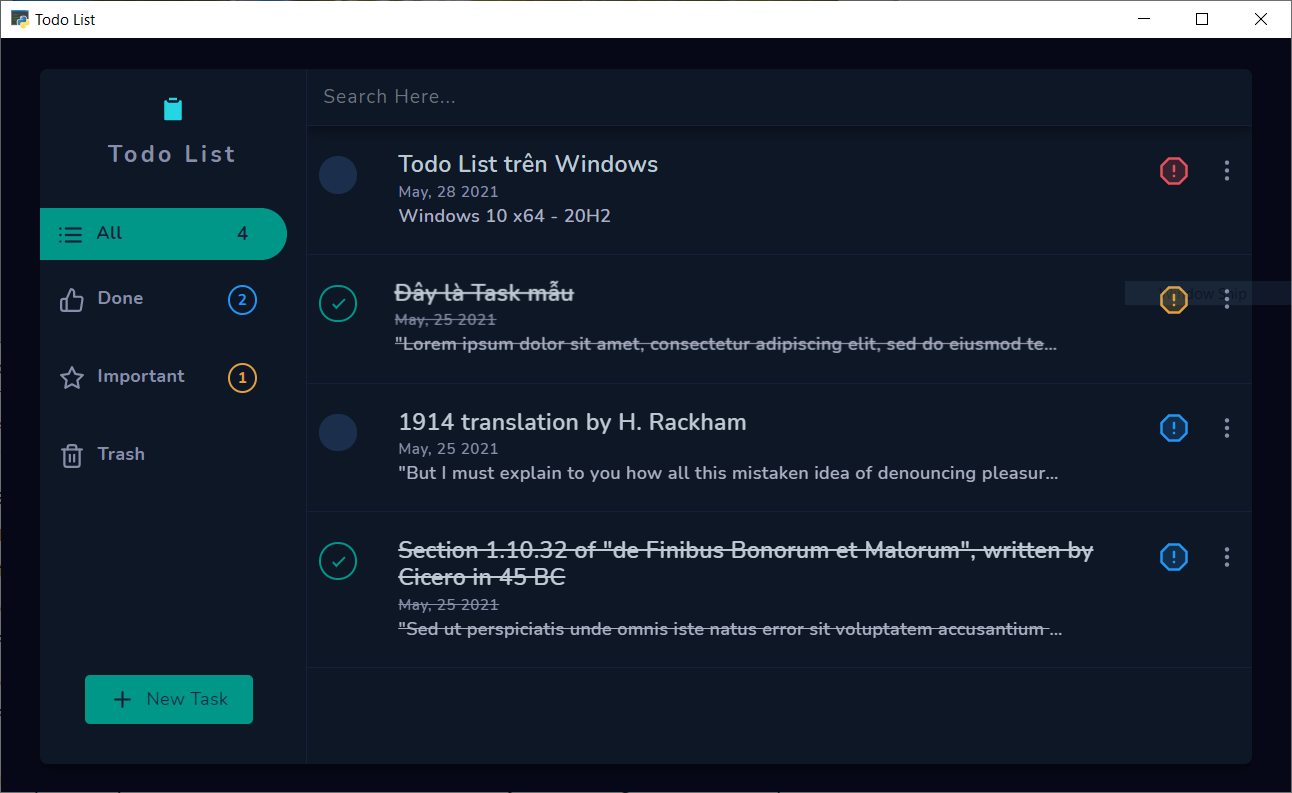 Todo List
Search Here...
Todo List
All 4
Done 2
Important 1
Trash
New Task
Todo List trên Windows
May, 28 2021
Windows 10 x64 - 20H2
Đây là Task mẫu
May, 25 2021
"Lorem ipsum dolor sit amet, consectetur adipiscing elit, sed do eiusmod te...
1914 translation by H. Rackham
May, 25 2021
"But I must explain to you how all this mistaken idea of denouncing pleasur...
Section 1.10.32 of "de Finibus Bonorum et Malorum", written by
Cicero in 45 BC
May, 25 2021
"Sed ut perspiciatis unde omnis iste natus error sit voluptatem accusantium ...